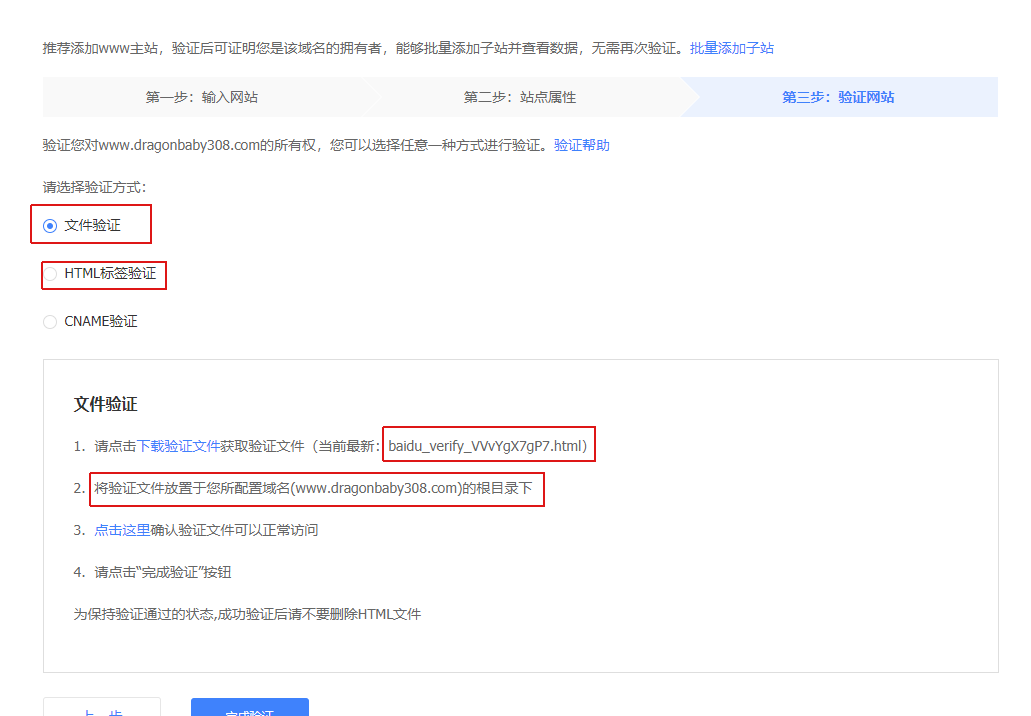 推荐添加www主站，验证后可证明您是该域名的拥有者，能够批量添加子站并查看数据，无需再次验证。批量添加子站
第一步：输入网站 第二步：站点属性 第三步：验证网站
验证您对www.dragonbaby308.com的所有权，您可以选择任意一种方式进行验证。验证帮助
请选择验证方式：
文件验证
HTML标签验证
CNAME验证
文件验证
1. 请点击下载验证文件获取验证文件（当前最新：baidu_verify_VVvYgX7gP7.html）
2. 将验证文件放置于您所配置域名(www.dragonbaby308.com)的根目录下
3. 点击这里确认验证文件可以正常访问
4. 请点击“完成验证”按钮
为保持验证通过的状态,成功验证后请不要删除HTML文件
上一步 完成验证